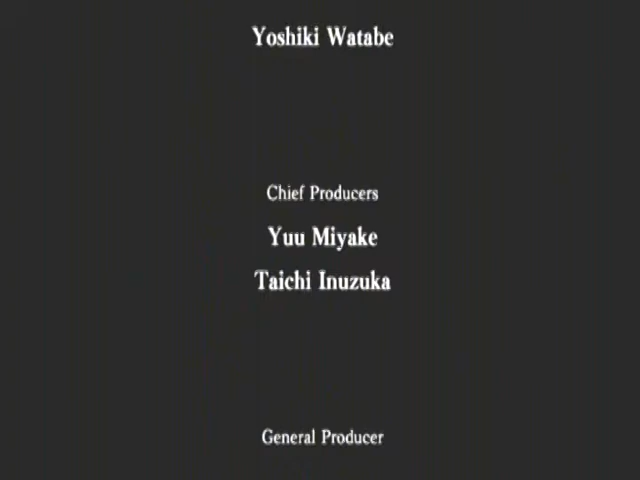 Yoshiki Watabe
Chief Producers
Yuu Miyake
Taichi Inuzuka
General Producer